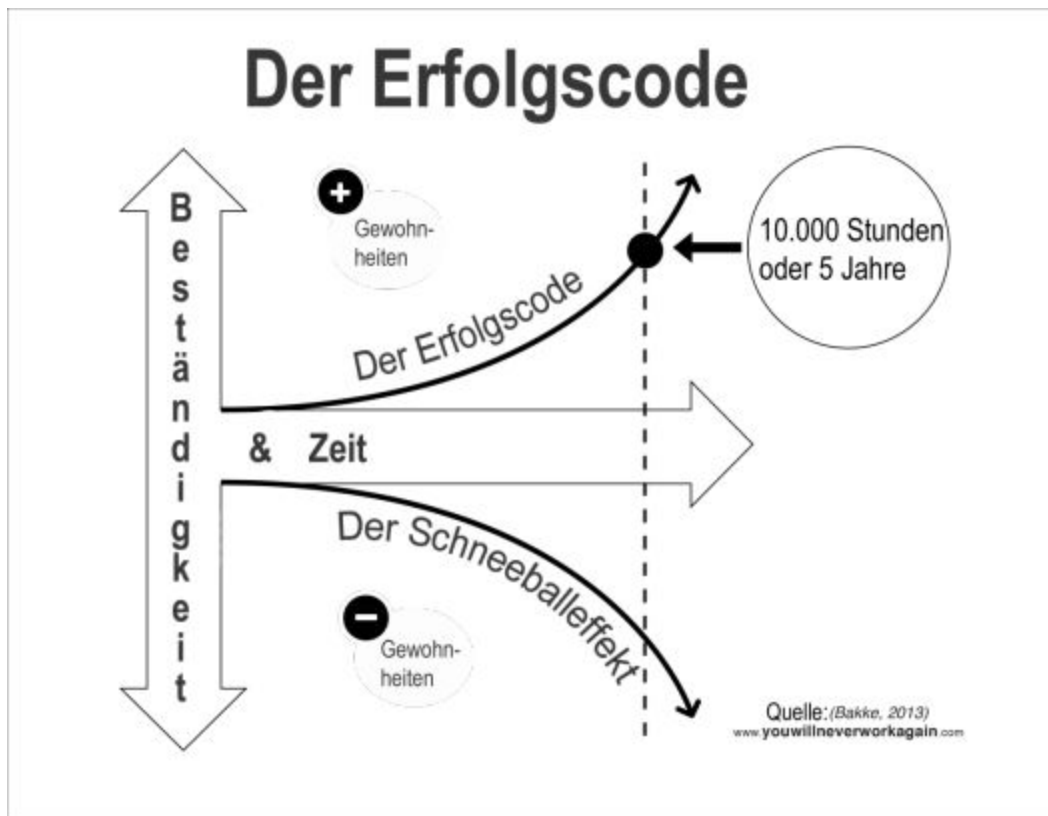 Der Erfolgscode
Beständigkeit
+
Gewohn-
heiten
10.000 Stunden
oder 5 Jahre
Der Erfolgscode
& Zeit
Der Schneeballeffekt
−
Gewohn-
heiten
Quelle:(Bakke, 2013)
www.youwillneverworkagain.com